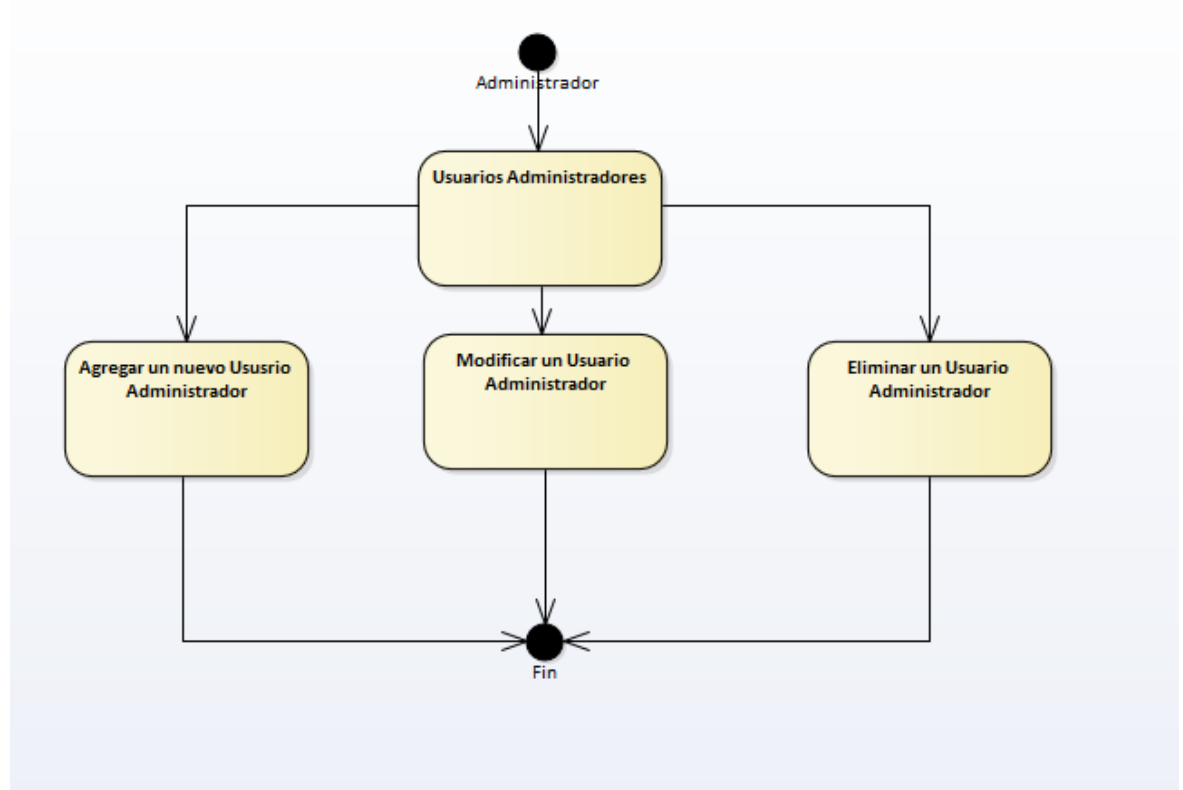 Administrador
Usuarios Administradores
Agregar un nuevo Ususrio
Administrador
Modificar un Usuario
Administrador
Eliminar un Usuario
Administrador
Fin